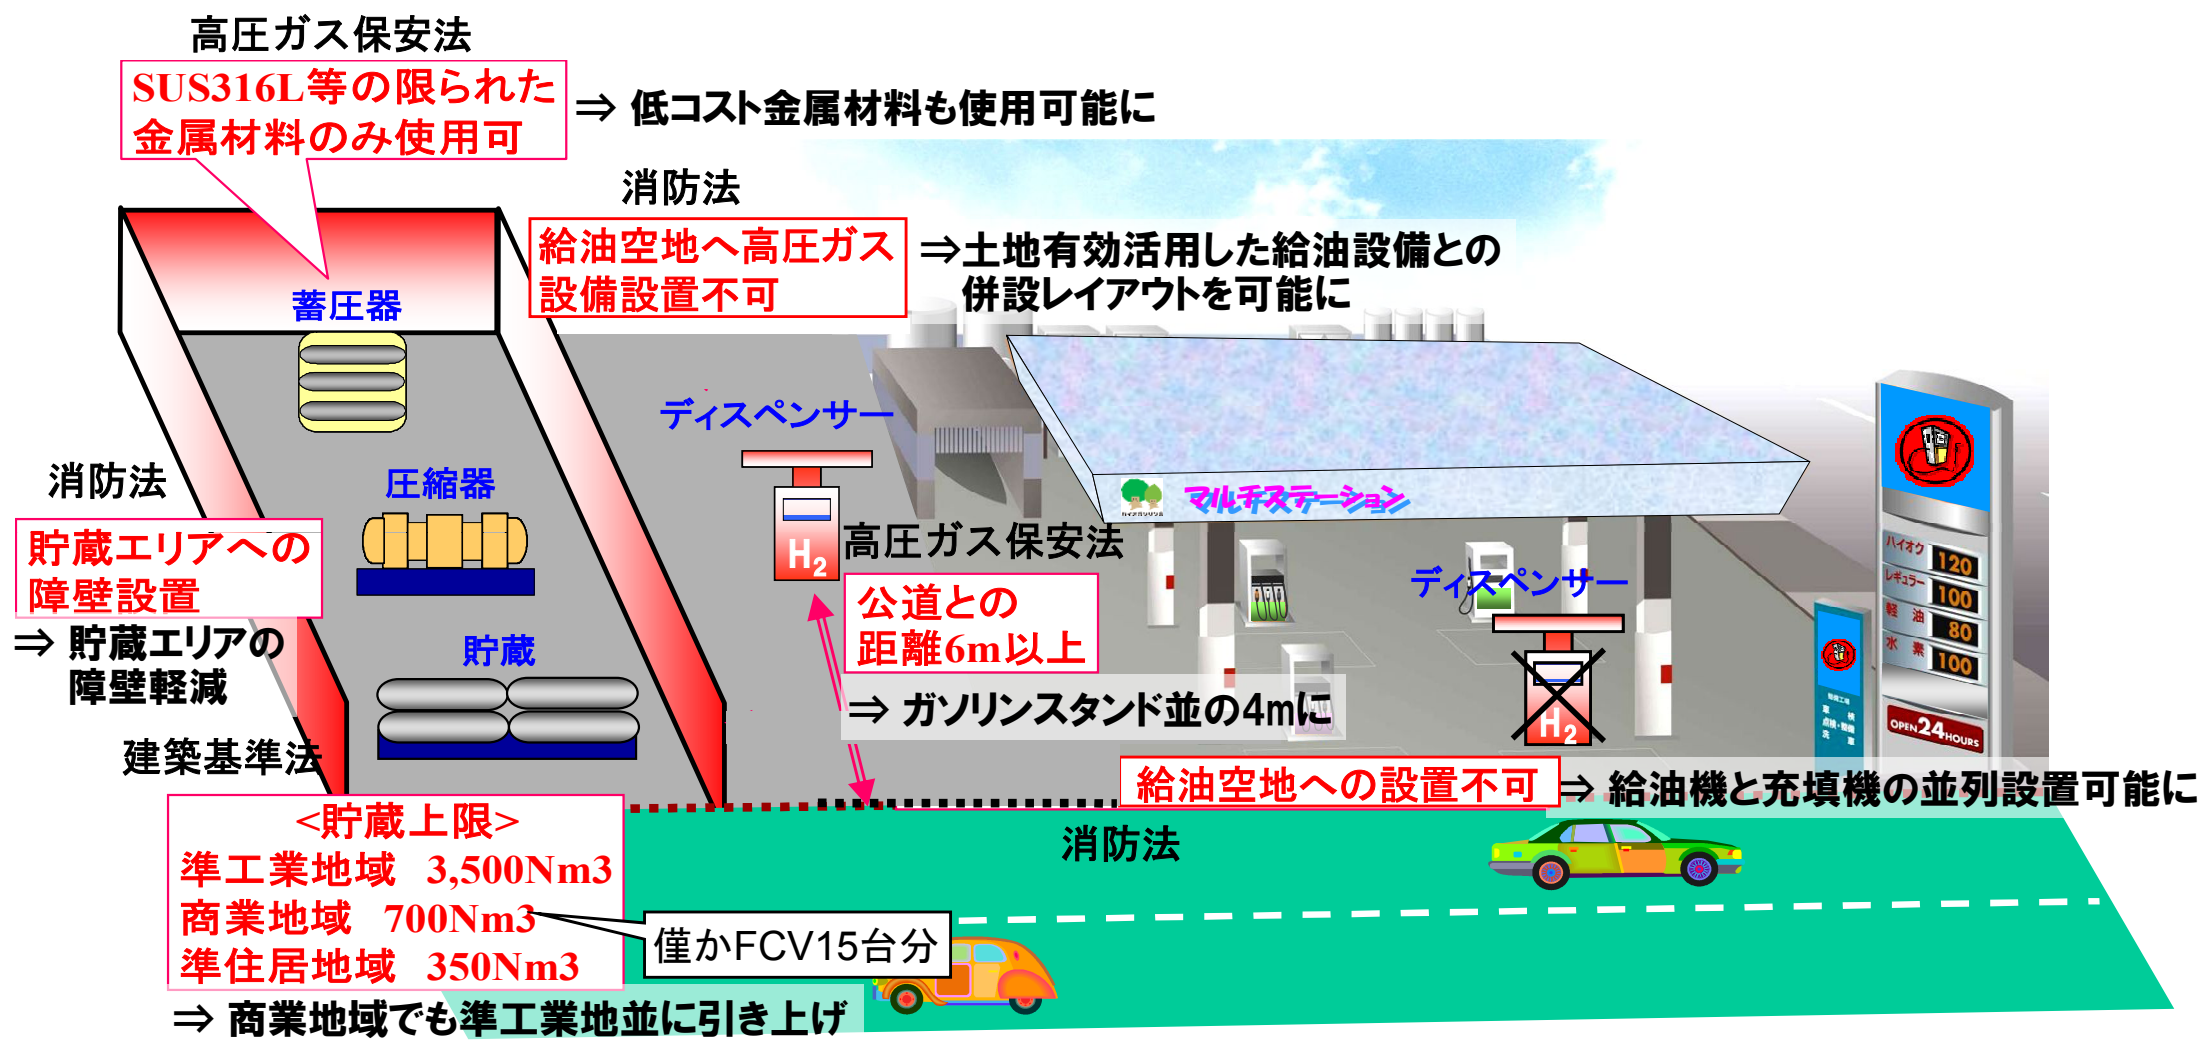 高圧ガス保安法
SUS316L等の限られた
金属材料のみ使用可
⇒ 低コスト金属材料も使用可能に
消防法
給油空地へ高圧ガス
設備設置不可
⇒土地有効活用した給油設備との
併設レイアウトを可能に
蓄圧器
ディスペンサー
消防法
圧縮器
貯蔵エリアへの
障壁設置
⇒ 貯蔵エリアの
障壁軽減
貯蔵
H2
高圧ガス保安法
公道との
距離6m以上
⇒ ガソリンスタンド並の4mに
マルチステーション
ディスペンサー
H2
ハイオク 120
レギュラー 100
軽油 80
水素 100
OPEN 24 HOURS
車検
点検・整備
洗車
給油空地への設置不可
⇒ 給油機と充填機の並列設置可能に
消防法
建築基準法
<貯蔵上限>
準工業地域 3,500Nm3
商業地域 700Nm3
準住居地域 350Nm3
僅かFCV15台分
⇒ 商業地域でも準工業地並に引き上げ